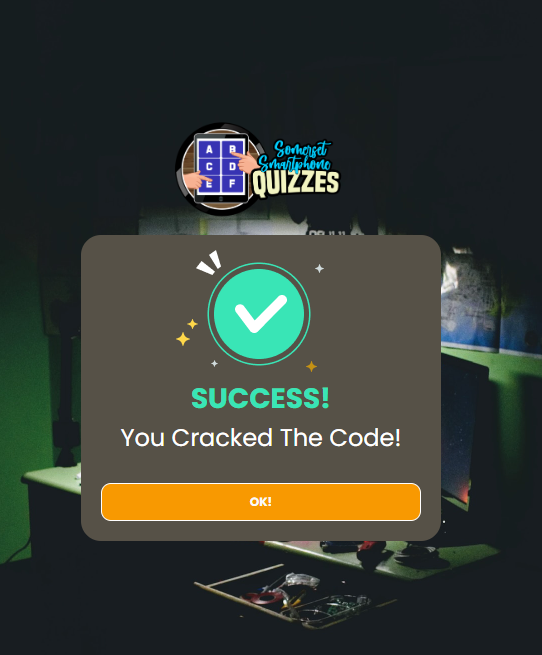 A B
C D
E F
Somerset
Smartphone
QUIZZES
SUCCESS!
You Cracked The Code!
OK!